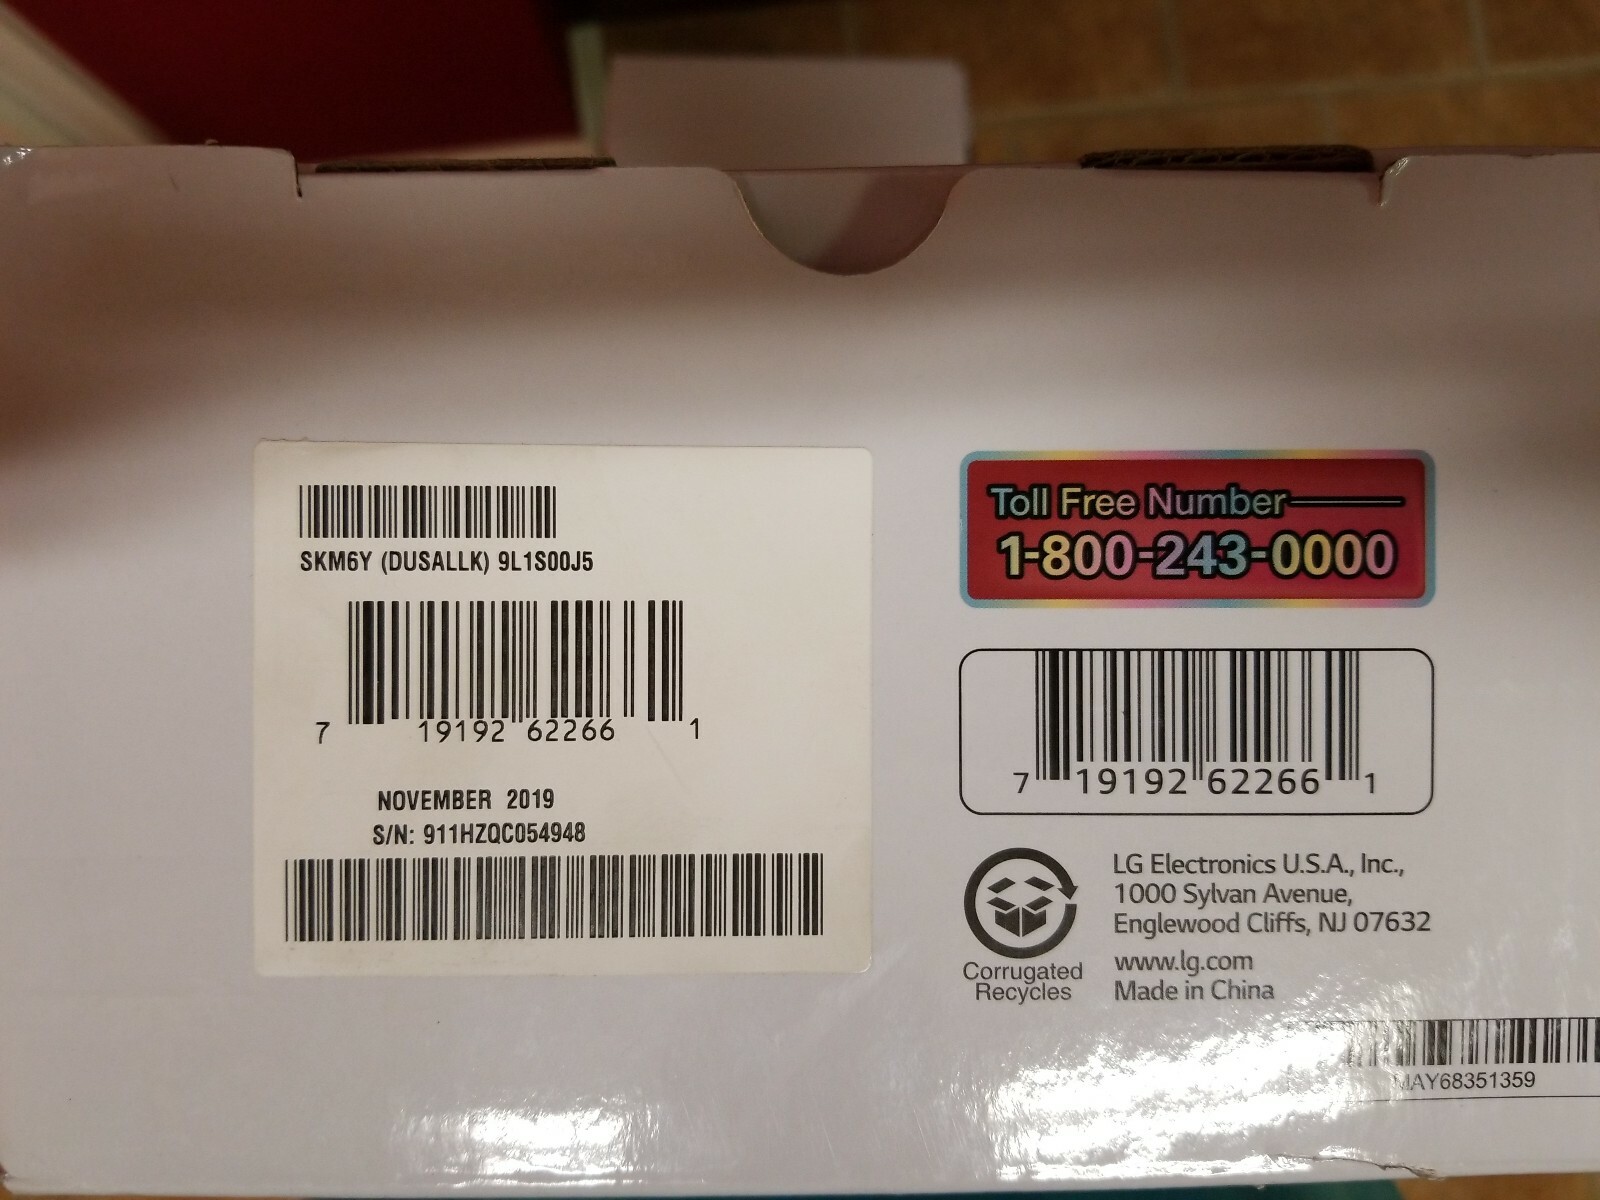 SKM6Y (DUSALLK) 9L1S00J5
7 19192 62266 1
NOVEMBER 2019
S/N: 911HZQC054948
Toll Free Number
1-800-243-0000
7 19192 62266 1
Corrugated
Recycles
LG Electronics U.S.A., Inc.,
1000 Sylvan Avenue,
Englewood Cliffs, NJ 07632
www.lg.com
Made in China
MAY68351359